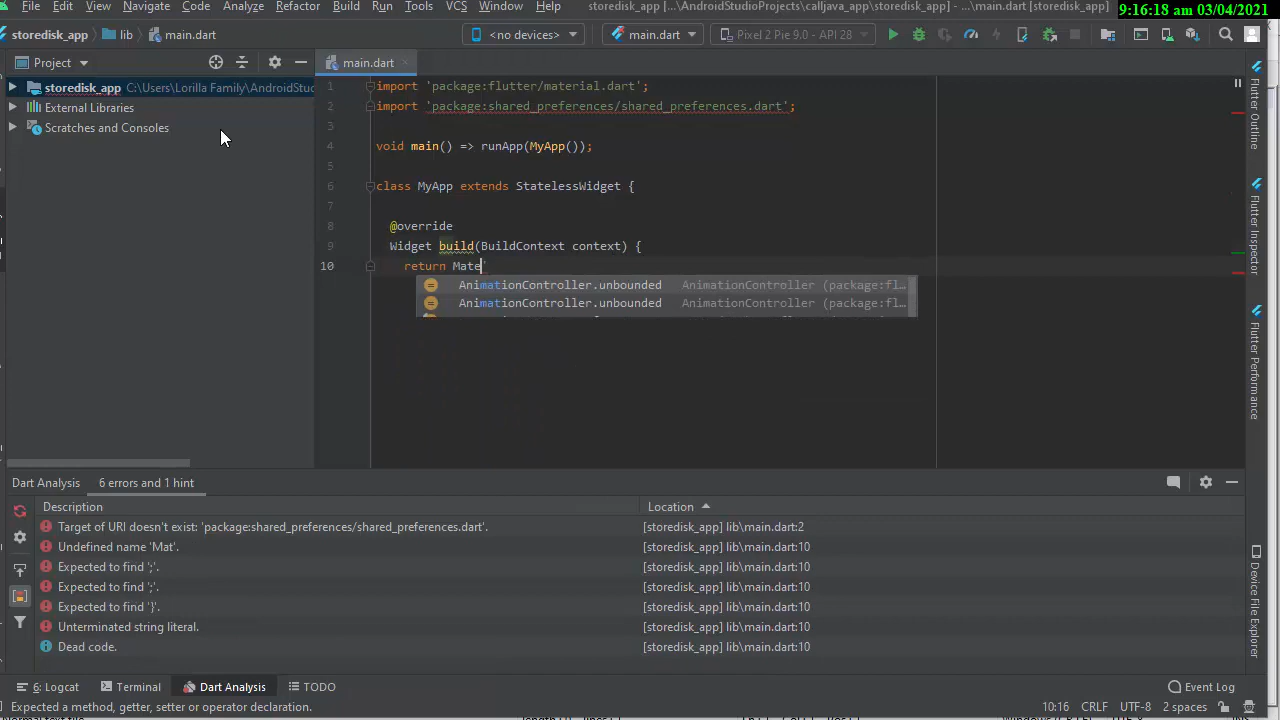 File Edit View Navigate Code Analyze Refactor Build Run Tools VCS Window Help storedisk_app [...\AndroidStudioProjects\calljava_app\storedisk_app] - ...\main.dart [storedisk_app]
9:16:18 am 03/04/2021
storedisk_app lib main.dart <no devices> main.dart Pixel 2 Pie 9.0 - API 28
Project main.dart
storedisk_app C:\Users\Lorilla Family\AndroidStu
External Libraries
Scratches and Consoles
1 import 'package:flutter/material.dart';
2 import 'package:shared_preferences/shared_preferences.dart';
3
4 void main() => runApp(MyApp());
5
6 class MyApp extends StatelessWidget {
7
8 @override
9 Widget build(BuildContext context) {
10 return Mate'
AnimationController.unbounded AnimationController (package:fl...
AnimationController.unbounded AnimationController (package:fl...
Flutter Outline
Flutter Inspector
Flutter Performance
Device File Explorer
Dart Analysis 6 errors and 1 hint
Description Location
Target of URI doesn't exist: 'package:shared_preferences/shared_preferences.dart'. [storedisk_app] lib\main.dart:2
Undefined name 'Mat'. [storedisk_app] lib\main.dart:10
Expected to find ';'. [storedisk_app] lib\main.dart:10
Expected to find ';'. [storedisk_app] lib\main.dart:10
Expected to find '}'. [storedisk_app] lib\main.dart:10
Unterminated string literal. [storedisk_app] lib\main.dart:10
Dead code. [storedisk_app] lib\main.dart:10
6: Logcat Terminal Dart Analysis TODO Event Log
Expected a method, getter, setter or operator declaration. 10:16 CRLF UTF-8 2 spaces